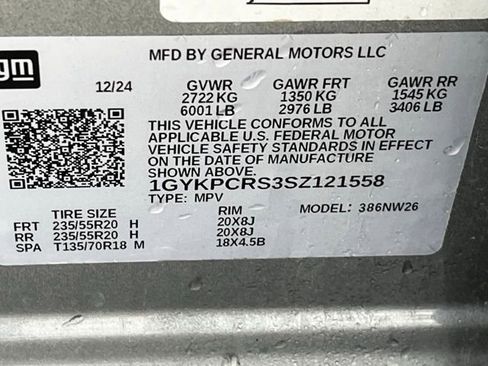 gm
MFD BY GENERAL MOTORS LLC
12/24 GVWR GAWR FRT GAWR RR
2722 KG 1350 KG 1545 KG
6001 LB 2976 LB 3406 LB
THIS VEHICLE CONFORMS TO ALL
APPLICABLE U.S. FEDERAL MOTOR
VEHICLE SAFETY STANDARDS IN EFFECT
ON THE DATE OF MANUFACTURE
SHOWN ABOVE.
1GYKPCRS3SZ121558
TYPE: MPV MODEL: 386NW26
TIRE SIZE RIM
FRT 235/55R20 H 20X8J
RR 235/55R20 H 20X8J
SPA T135/70R18 M 18X4.5B